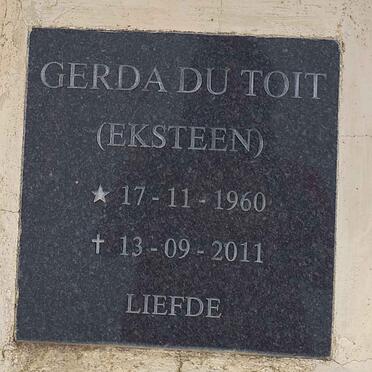 GERDA DU TOIT
(EKSTEEN)
★ 17 - 11 - 1960
✝ 13 - 09 - 2011
LIEFDE